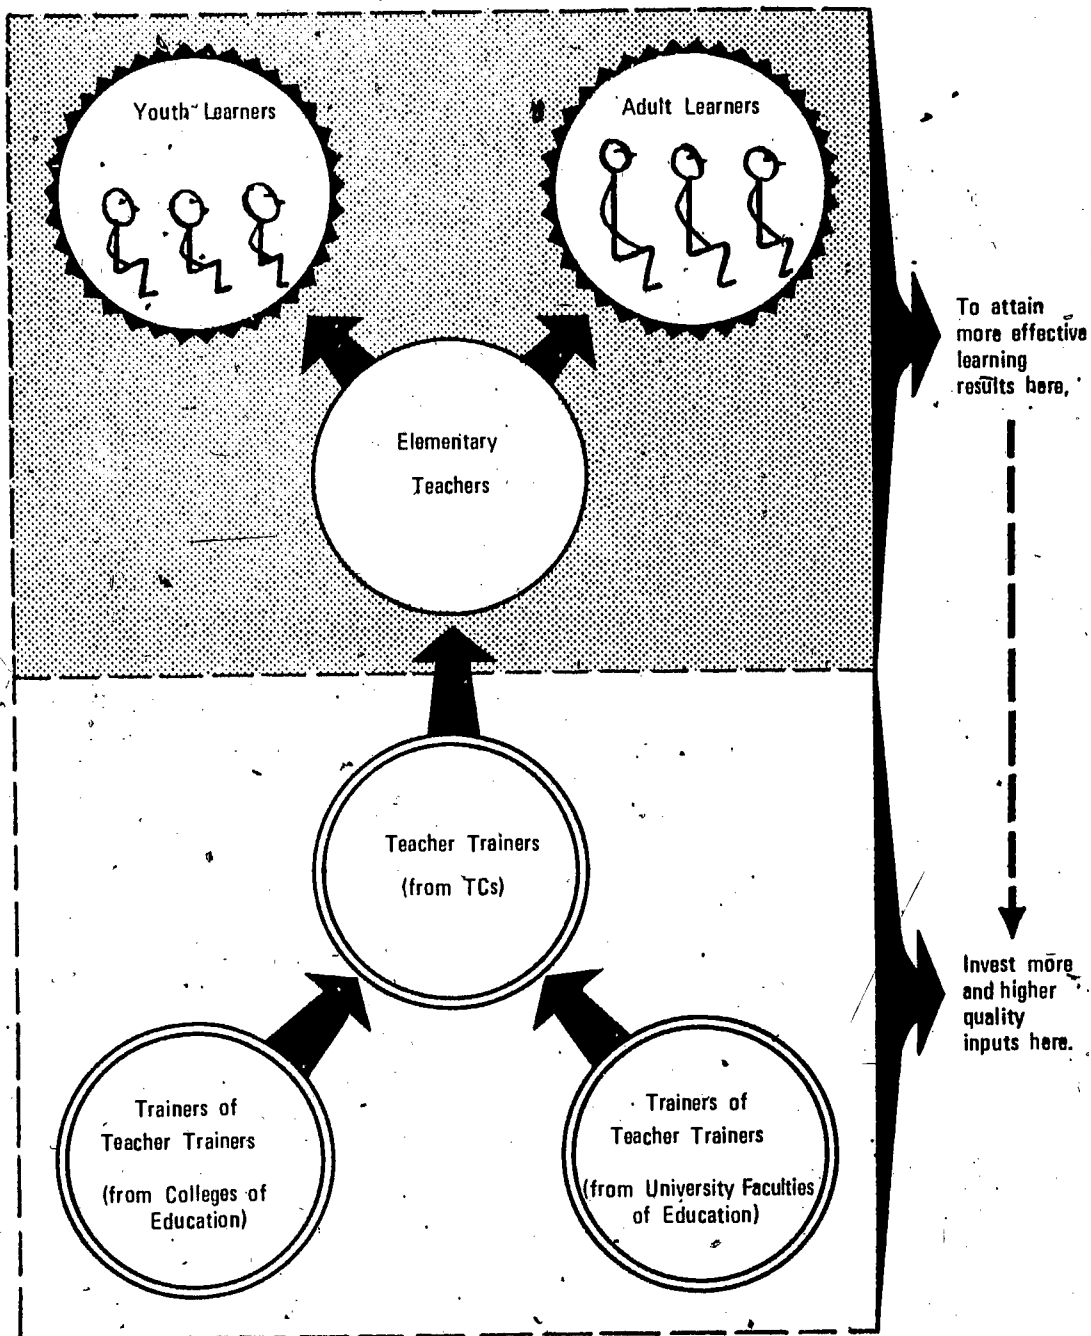 Youth Learners
Adult Learners
Elementary
Teachers
To attain
more effective
learning
results here,
Teacher Trainers
(from TCs)
Invest more
and higher
quality
inputs here.
Trainers of
Teacher Trainers
(from Colleges of
Education)
Trainers of
Teacher Trainers
(from University Faculties
of Education)